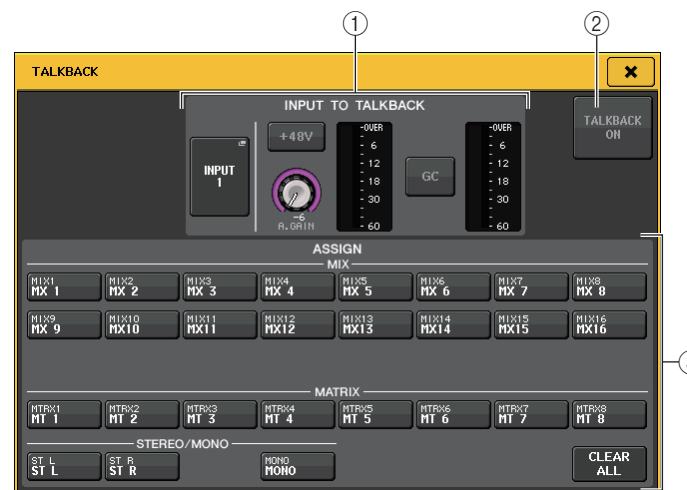 ① ②
TALKBACK ×
INPUT TO TALKBACK
TALKBACK
ON
+48V
INPUT
1
GC
-6
A.GAIN
-OVER
- 6
- 12
- 18
- 30
- 60
-OVER
- 6
- 12
- 18
- 30
- 60
ASSIGN
MIX
MIX1 MIX2 MIX3 MIX4 MIX5 MIX6 MIX7 MIX8
MX 1 MX 2 MX 3 MX 4 MX 5 MX 6 MX 7 MX 8
MIX9 MIX10 MIX11 MIX12 MIX13 MIX14 MIX15 MIX16
MX 9 MX10 MX11 MX12 MX13 MX14 MX15 MX16
MATRIX
MTRX1 MTRX2 MTRX3 MTRX4 MTRX5 MTRX6 MTRX7 MTRX8
MT 1 MT 2 MT 3 MT 4 MT 5 MT 6 MT 7 MT 8
STEREO/MONO
ST L ST R MONO
ST L ST R MONO
CLEAR
ALL